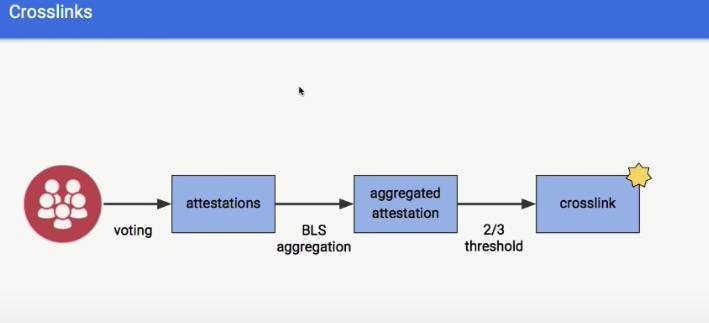 Crosslinks
attestations
aggregated
attestation
crosslink
voting
BLS
aggregation
2/3
threshold